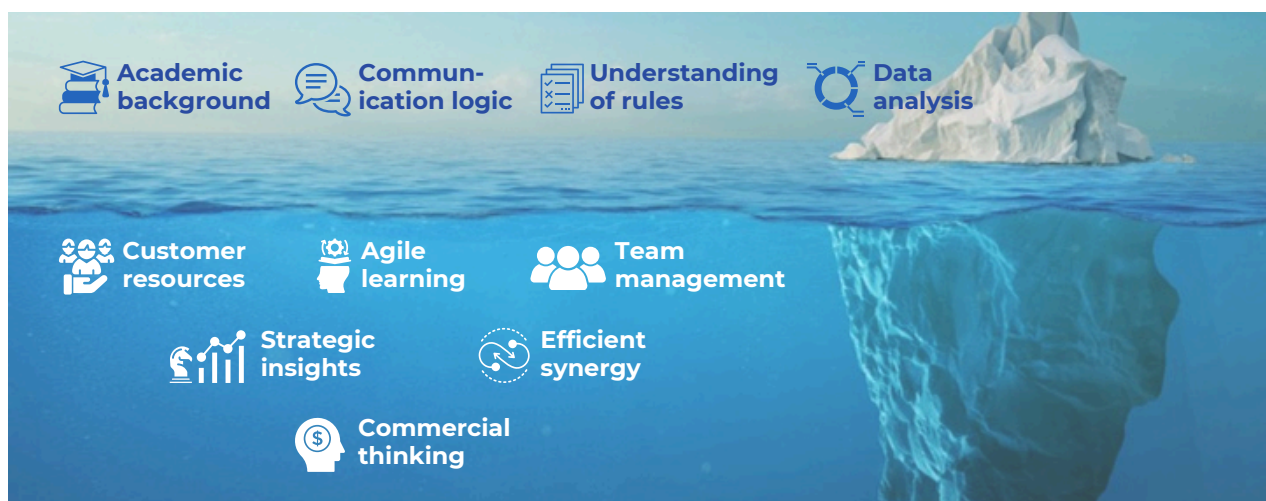 Academic
background
Commun-
ication logic
Understanding
of rules
Data
analysis
Customer
resources
Agile
learning
Team
management
Strategic
insights
Efficient
synergy
$
Commercial
thinking